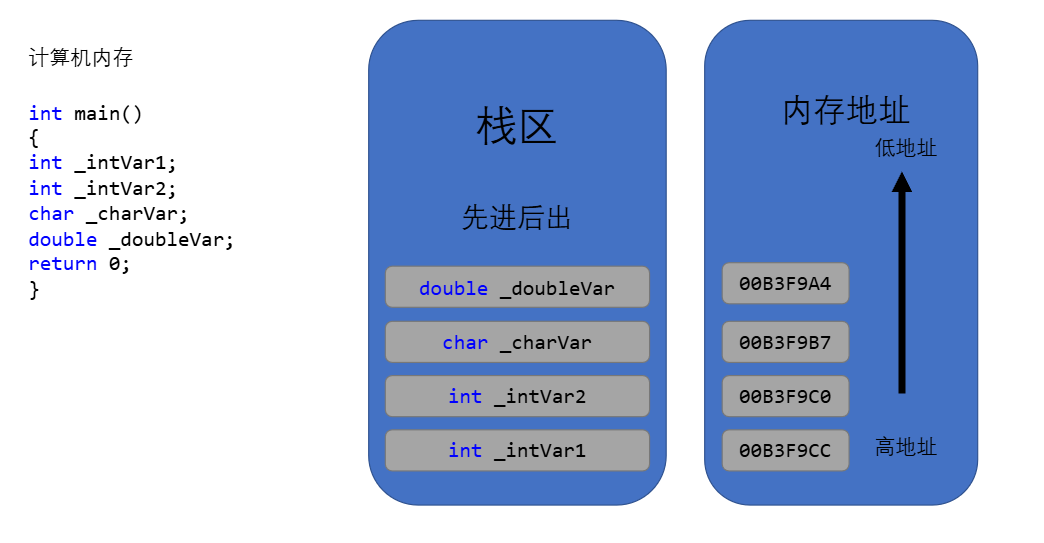 计算机内存
int main()
{
int _intVar1;
int _intVar2;
char _charVar;
double _doubleVar;
return 0;
}
栈区
先进后出
double _doubleVar
char _charVar
int _intVar2
int _intVar1
内存地址
低地址
00B3F9A4
00B3F9B7
00B3F9C0
00B3F9CC
高地址